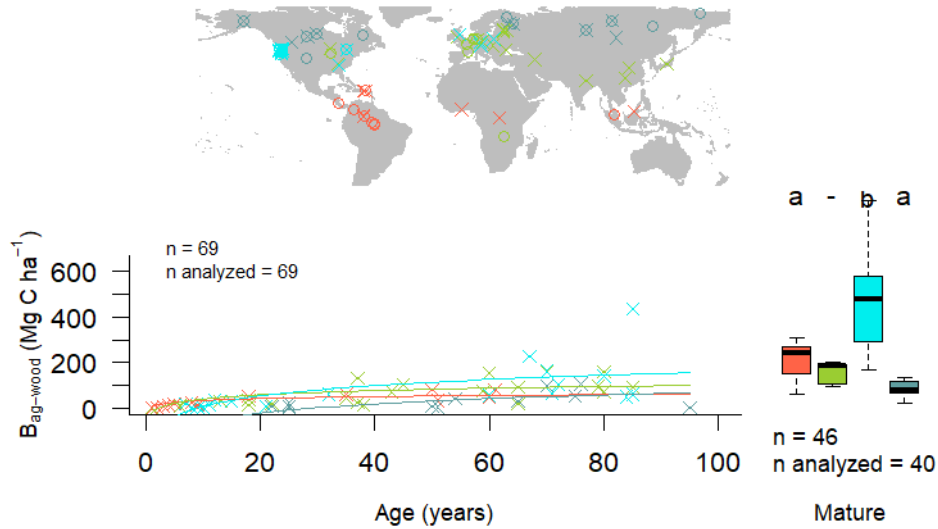 a - b a
n = 69
n analyzed = 69
600
400
200
0
B ag−wood (Mg C ha −1)
0 20 40 60 80 100
Age (years)
n = 46
n analyzed = 40
Mature